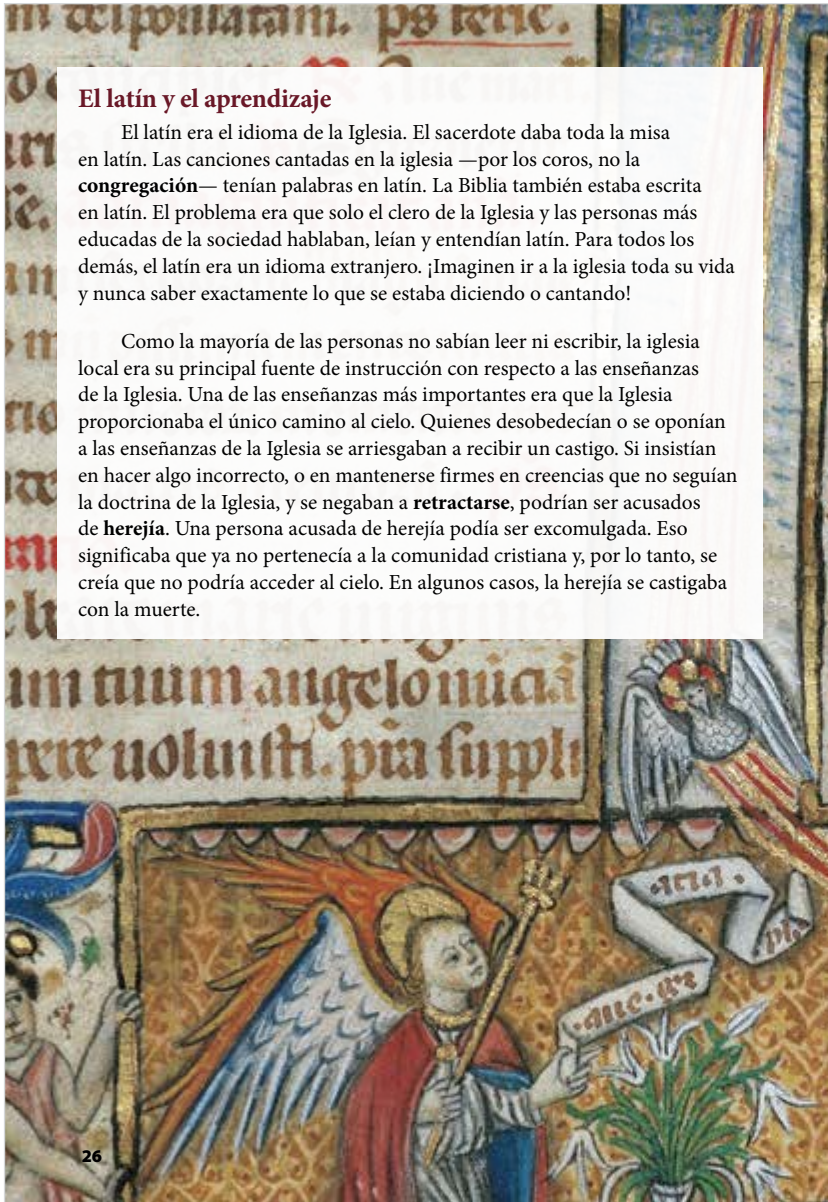 m desponsatam. ps iene.
El latín y el aprendizaje
El latín era el idioma de la Iglesia. El sacerdote daba toda la misa
en latín. Las canciones cantadas en la iglesia —por los coros, no la
congregación— tenían palabras en latín. La Biblia también estaba escrita
en latín. El problema era que solo el clero de la Iglesia y las personas más
educadas de la sociedad hablaban, leían y entendían latín. Para todos los
demás, el latín era un idioma extranjero. ¡Imaginen ir a la iglesia toda su vida
y nunca saber exactamente lo que se estaba diciendo o cantando!
Como la mayoría de las personas no sabían leer ni escribir, la iglesia
local era su principal fuente de instrucción con respecto a las enseñanzas
de la Iglesia. Una de las enseñanzas más importantes era que la Iglesia
proporcionaba el único camino al cielo. Quienes desobedecían o se oponían
a las enseñanzas de la Iglesia se arriesgaban a recibir un castigo. Si insistían
en hacer algo incorrecto, o en mantenerse firmes en creencias que no seguían
la doctrina de la Iglesia, y se negaban a retractarse, podrían ser acusados
de herejía. Una persona acusada de herejía podía ser excomulgada. Eso
significaba que ya no pertenecía a la comunidad cristiana y, por lo tanto, se
creía que no podría acceder al cielo. En algunos casos, la herejía se castigaba
con la muerte.
um tuum angelo nūciā
voluisti. pīa suppli
aue
26